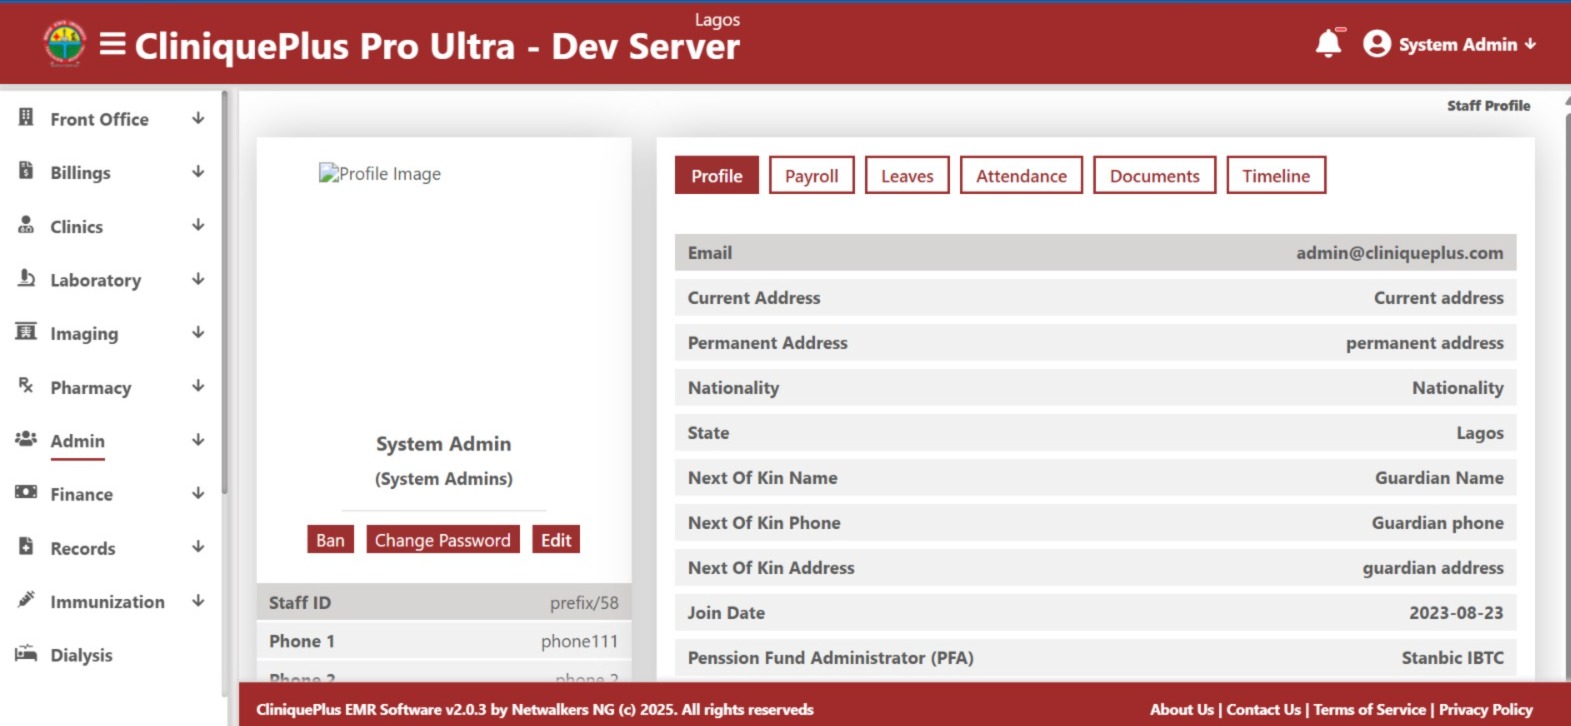 Lagos
CliniquePlus Pro Ultra - Dev Server
System Admin
Front Office
Billings
Clinics
Laboratory
Imaging
Pharmacy
Admin
Finance
Records
Immunization
Dialysis
Staff Profile
Profile Image
System Admin
(System Admins)
Ban Change Password Edit
Staff ID prefix/58
Phone 1 phone111
Phone 2 phone 2
Profile Payroll Leaves Attendance Documents Timeline
Email admin@cliniqueplus.com
Current Address Current address
Permanent Address permanent address
Nationality Nationality
State Lagos
Next Of Kin Name Guardian Name
Next Of Kin Phone Guardian phone
Next Of Kin Address guardian address
Join Date 2023-08-23
Penssion Fund Administrator (PFA) Stanbic IBTC
CliniquePlus EMR Software v2.0.3 by Netwalkers NG (c) 2025. All rights reserveds
About Us | Contact Us | Terms of Service | Privacy Policy